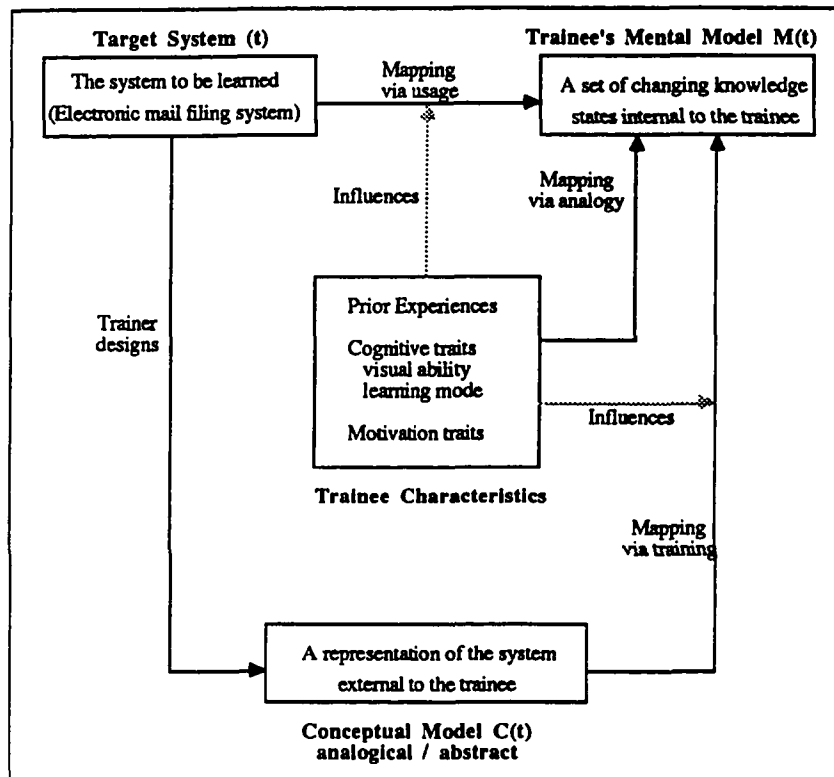 Target System (t)
The system to be learned
(Electronic mail filing system)
Mapping
via usage
Trainee's Mental Model M(t)
A set of changing knowledge
states internal to the trainee
Influences
Mapping
via analogy
Trainer
designs
Prior Experiences
Cognitive traits
visual ability
learning mode
Motivation traits
Influences
Trainee Characteristics
Mapping
via training
A representation of the system
external to the trainee
Conceptual Model C(t)
analogical / abstract